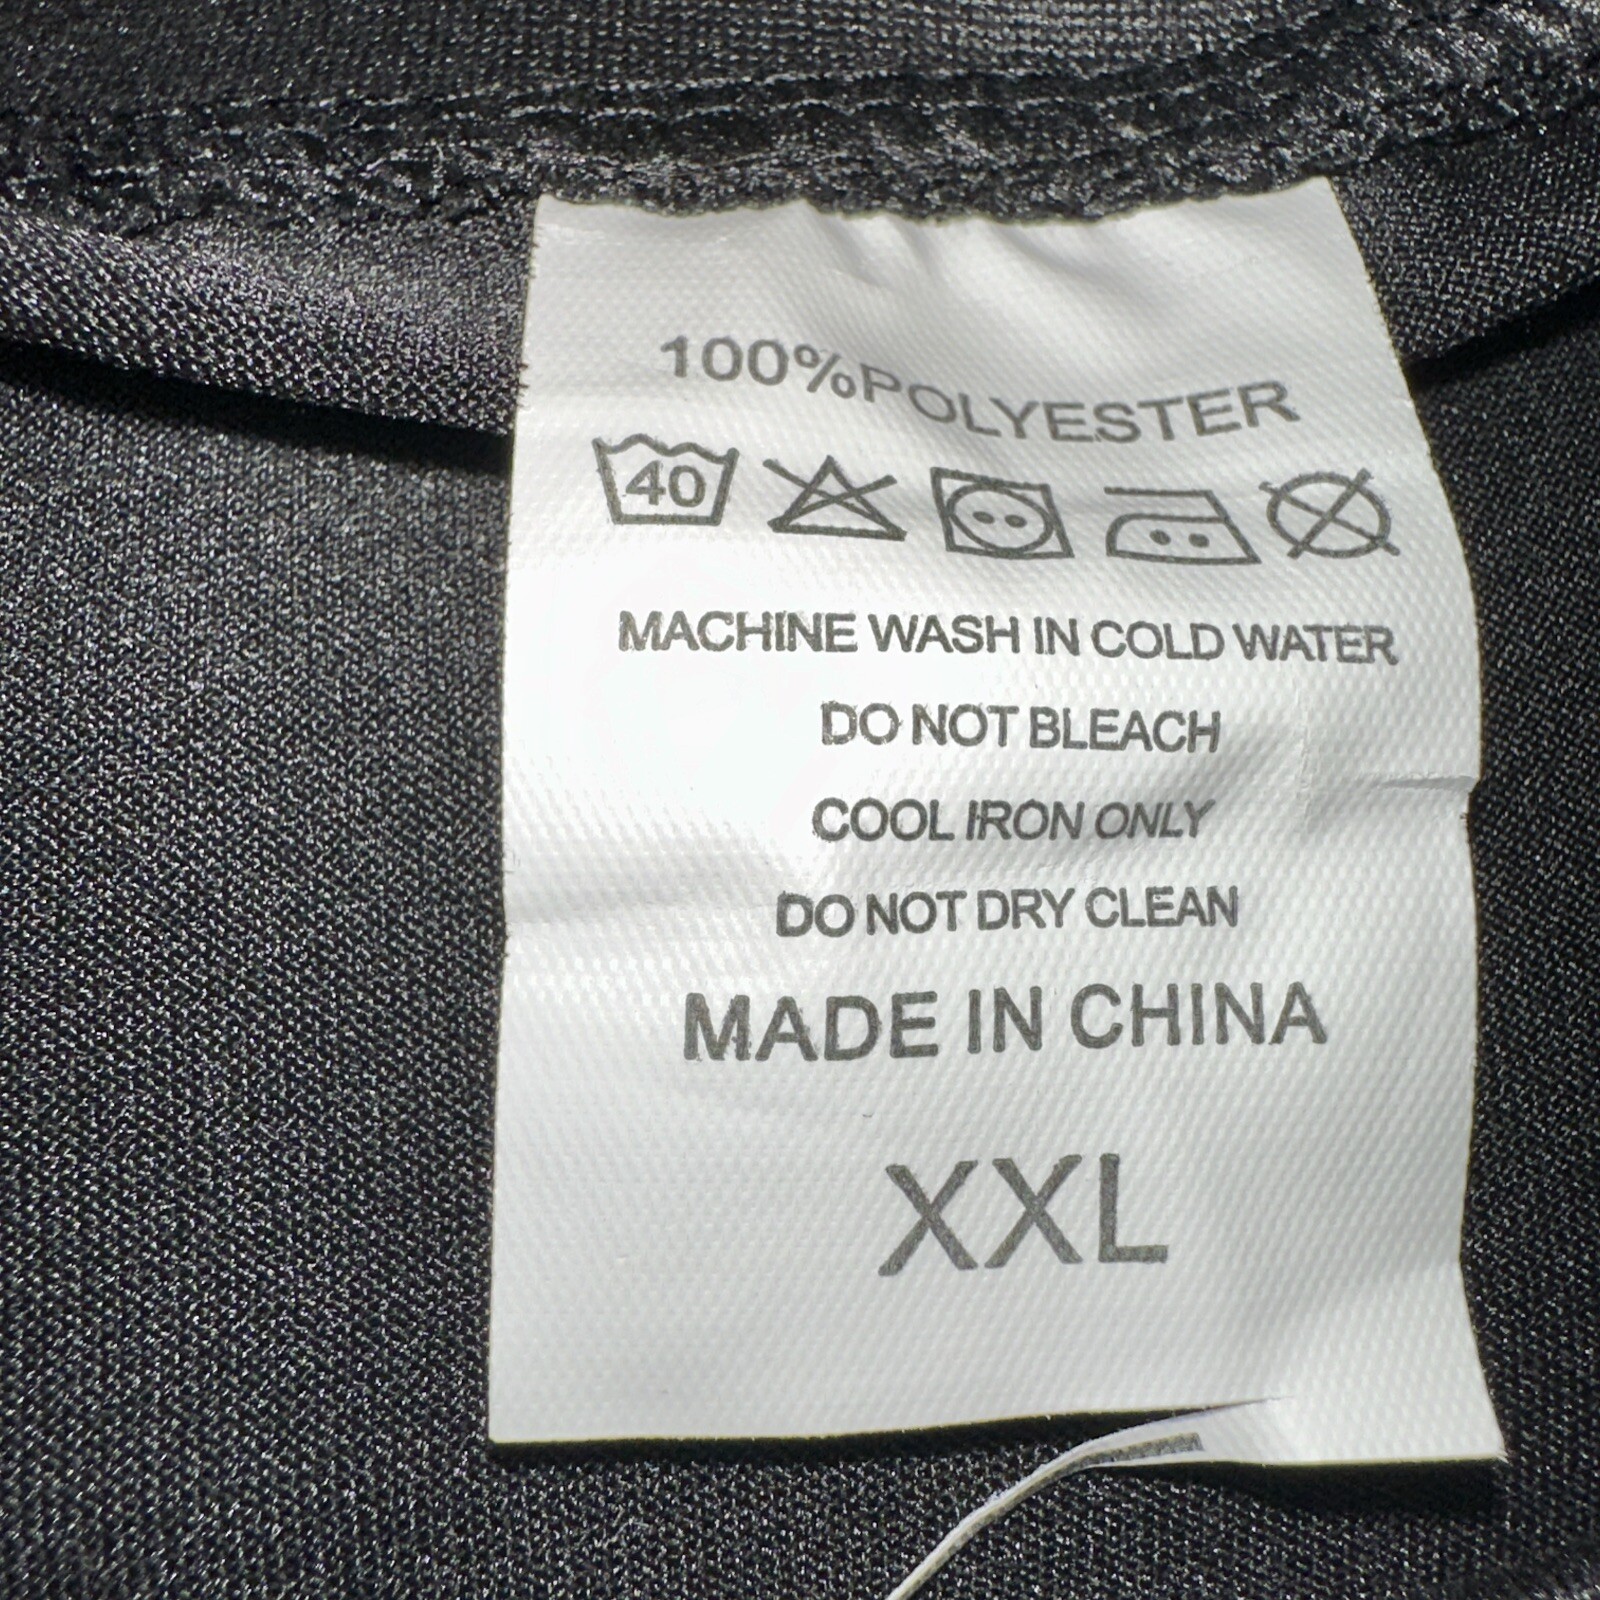 100%POLYESTER
40
MACHINE WASH IN COLD WATER
DO NOT BLEACH
COOL IRON ONLY
DO NOT DRY CLEAN
MADE IN CHINA
XXL